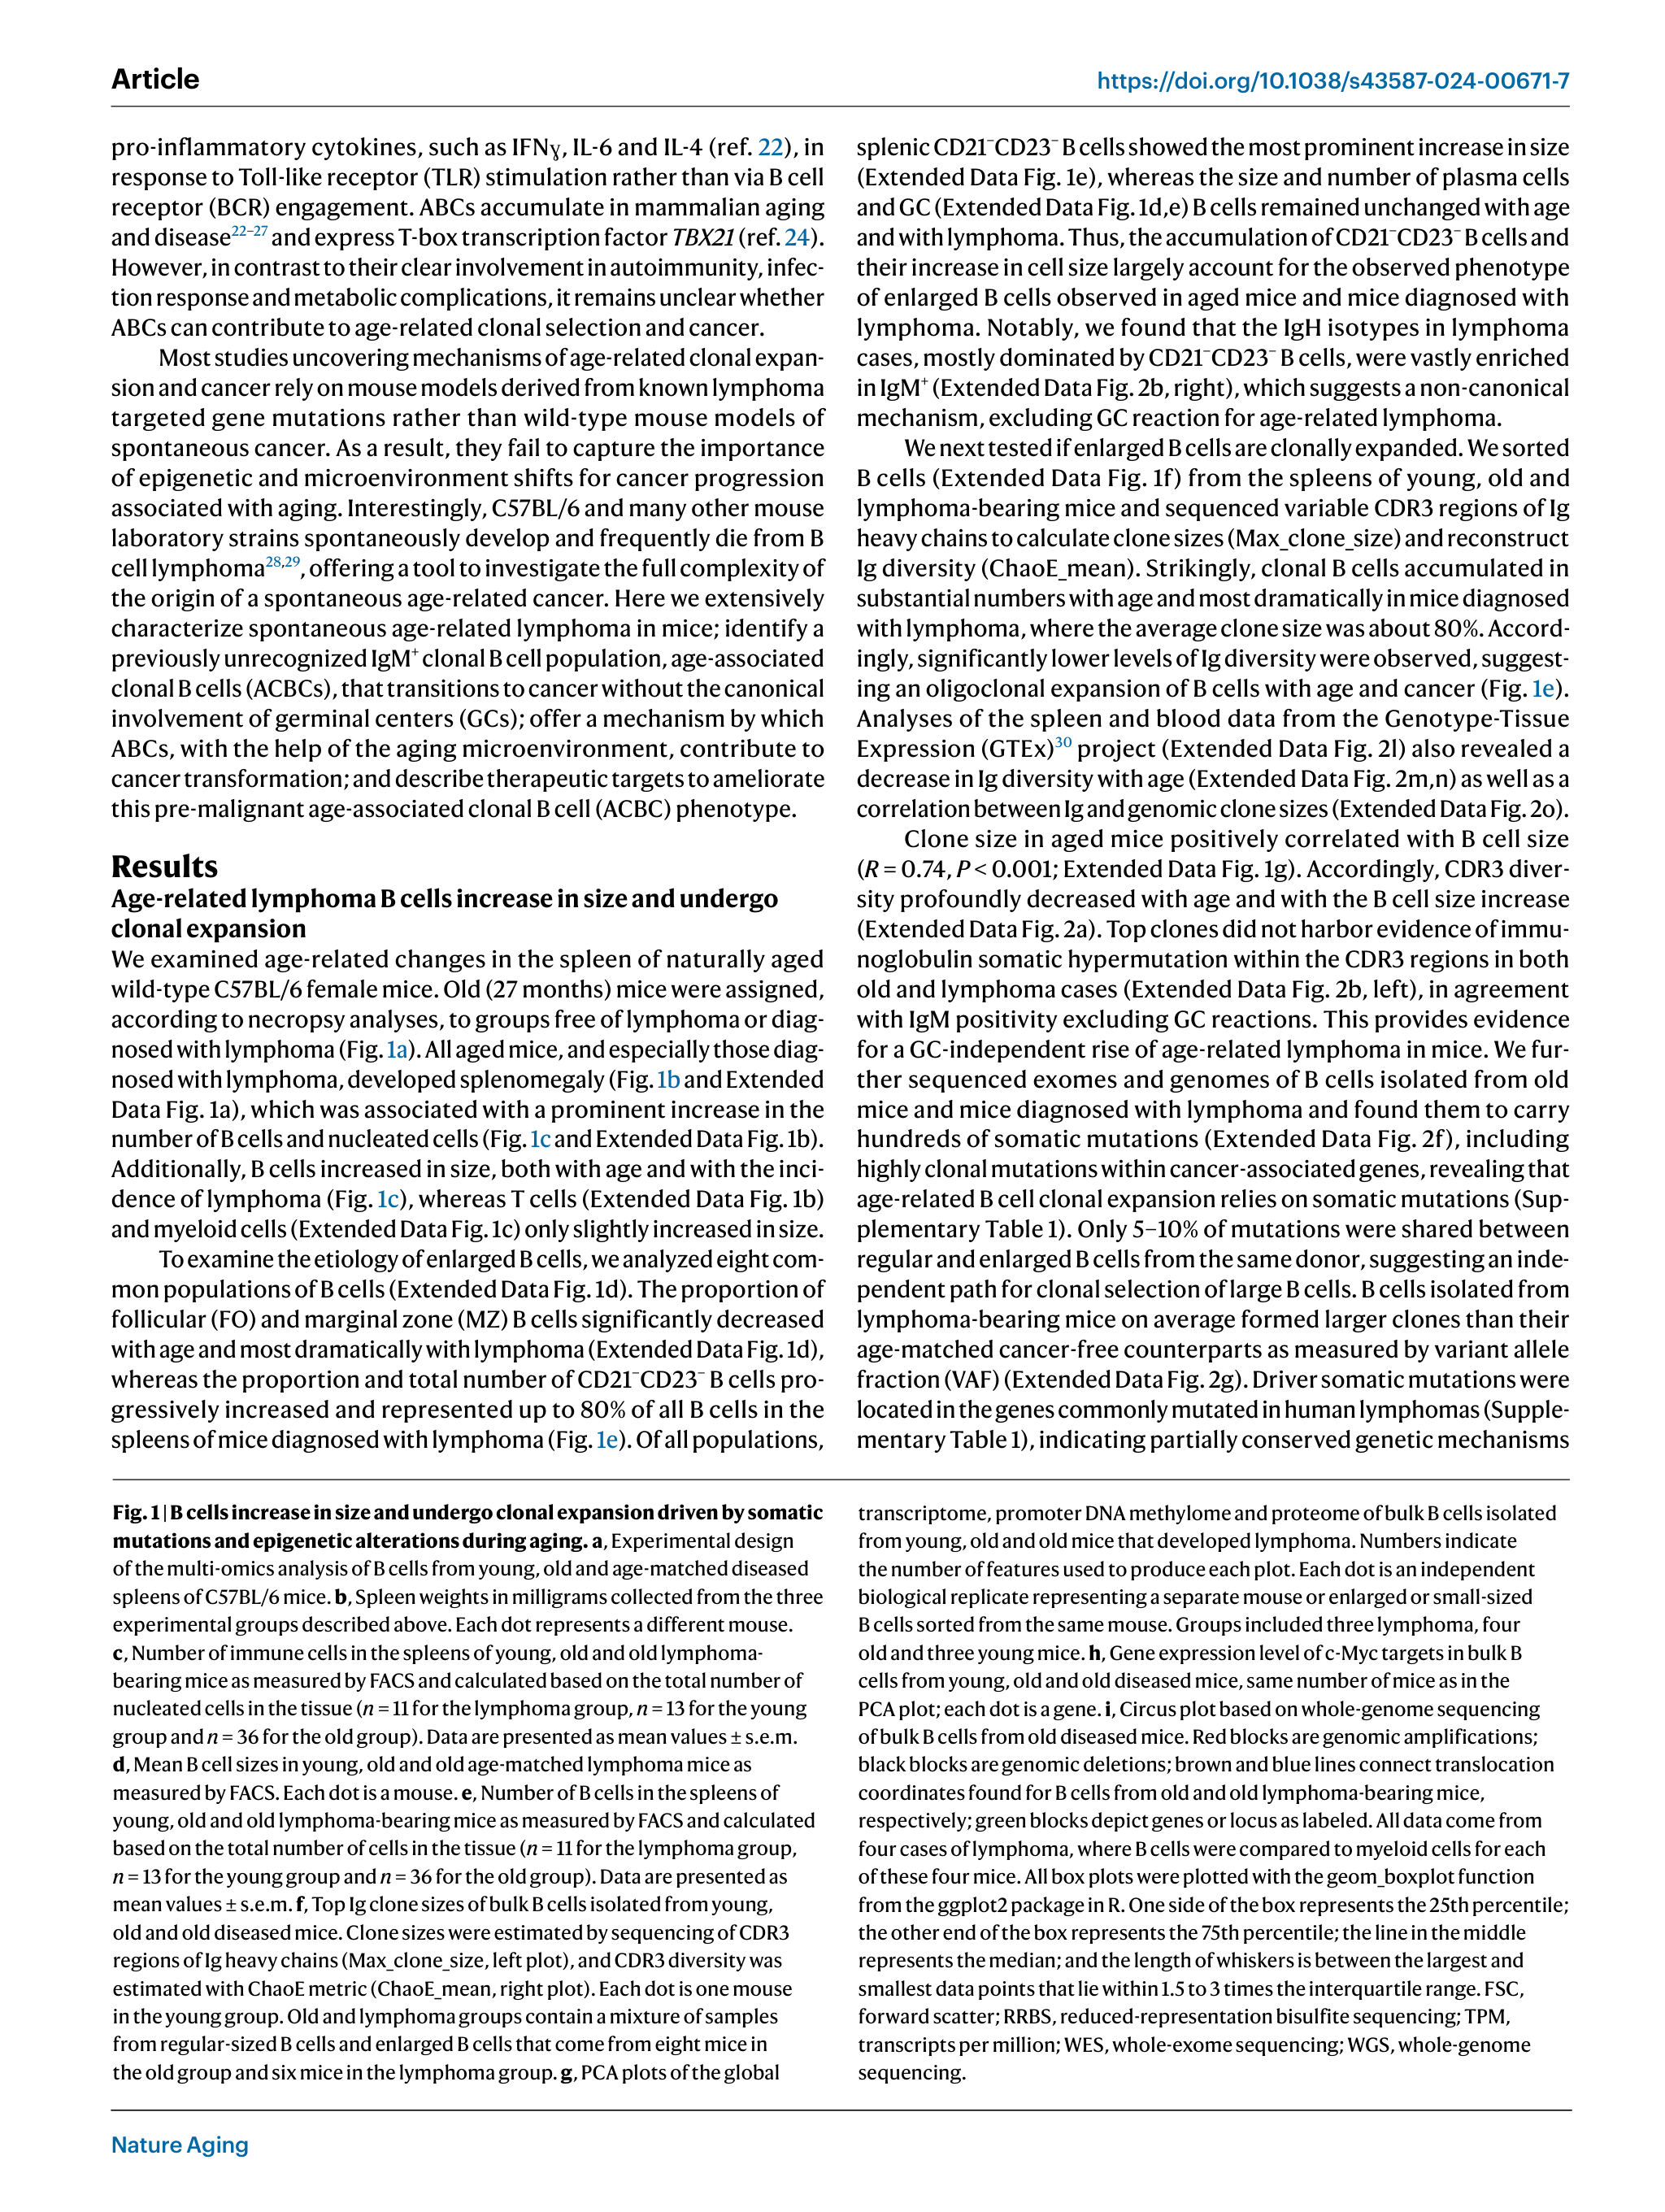 Article
https://doi.org/10.1038/s43587-024-00671-7
pro-inflammatory cytokines, such as IFNɣ, IL-6 and IL-4 (ref. 22), in
response to Toll-like receptor (TLR) stimulation rather than via B cell
receptor (BCR) engagement. ABCs accumulate in mammalian aging
and disease22–27 and express T-box transcription factor TBX21 (ref. 24).
However, in contrast to their clear involvement in autoimmunity, infec-
tion response and metabolic complications, it remains unclear whether
ABCs can contribute to age-related clonal selection and cancer.
Most studies uncovering mechanisms of age-related clonal expan-
sion and cancer rely on mouse models derived from known lymphoma
targeted gene mutations rather than wild-type mouse models of
spontaneous cancer. As a result, they fail to capture the importance
of epigenetic and microenvironment shifts for cancer progression
associated with aging. Interestingly, C57BL/6 and many other mouse
laboratory strains spontaneously develop and frequently die from B
cell lymphoma28,29, offering a tool to investigate the full complexity of
the origin of a spontaneous age-related cancer. Here we extensively
characterize spontaneous age-related lymphoma in mice; identify a
previously unrecognized IgM+ clonal B cell population, age-associated
clonal B cells (ACBCs), that transitions to cancer without the canonical
involvement of germinal centers (GCs); offer a mechanism by which
ABCs, with the help of the aging microenvironment, contribute to
cancer transformation; and describe therapeutic targets to ameliorate
this pre-malignant age-associated clonal B cell (ACBC) phenotype.
Results
Age-related lymphoma B cells increase in size and undergo
clonal expansion
We examined age-related changes in the spleen of naturally aged
wild-type C57BL/6 female mice. Old (27 months) mice were assigned,
according to necropsy analyses, to groups free of lymphoma or diag-
nosed with lymphoma (Fig. 1a). All aged mice, and especially those diag-
nosed with lymphoma, developed splenomegaly (Fig. 1b and Extended
Data Fig. 1a), which was associated with a prominent increase in the
number of B cells and nucleated cells (Fig. 1c and Extended Data Fig. 1b).
Additionally, B cells increased in size, both with age and with the inci-
dence of lymphoma (Fig. 1c), whereas T cells (Extended Data Fig. 1b)
and myeloid cells (Extended Data Fig. 1c) only slightly increased in size.
To examine the etiology of enlarged B cells, we analyzed eight com-
mon populations of B cells (Extended Data Fig. 1d). The proportion of
follicular (FO) and marginal zone (MZ) B cells significantly decreased
with age and most dramatically with lymphoma (Extended Data Fig. 1d),
whereas the proportion and total number of CD21−CD23− B cells pro-
gressively increased and represented up to 80% of all B cells in the
spleens of mice diagnosed with lymphoma (Fig. 1e). Of all populations,
splenic CD21−CD23− B cells showed the most prominent increase in size
(Extended Data Fig. 1e), whereas the size and number of plasma cells
and GC (Extended Data Fig. 1d,e) B cells remained unchanged with age
and with lymphoma. Thus, the accumulation of CD21−CD23− B cells and
their increase in cell size largely account for the observed phenotype
of enlarged B cells observed in aged mice and mice diagnosed with
lymphoma. Notably, we found that the IgH isotypes in lymphoma
cases, mostly dominated by CD21−CD23− B cells, were vastly enriched
in IgM+ (Extended Data Fig. 2b, right), which suggests a non-canonical
mechanism, excluding GC reaction for age-related lymphoma.
We next tested if enlarged B cells are clonally expanded. We sorted
B cells (Extended Data Fig. 1f) from the spleens of young, old and
lymphoma-bearing mice and sequenced variable CDR3 regions of Ig
heavy chains to calculate clone sizes (Max_clone_size) and reconstruct
Ig diversity (ChaoE_mean). Strikingly, clonal B cells accumulated in
substantial numbers with age and most dramatically in mice diagnosed
with lymphoma, where the average clone size was about 80%. Accord-
ingly, significantly lower levels of Ig diversity were observed, suggest-
ing an oligoclonal expansion of B cells with age and cancer (Fig. 1e).
Analyses of the spleen and blood data from the Genotype-Tissue
Expression (GTEx)30 project (Extended Data Fig. 2l) also revealed a
decrease in Ig diversity with age (Extended Data Fig. 2m,n) as well as a
correlation between Ig and genomic clone sizes (Extended Data Fig. 2o).
Clone size in aged mice positively correlated with B cell size
(R = 0.74, P < 0.001; Extended Data Fig. 1g). Accordingly, CDR3 diver-
sity profoundly decreased with age and with the B cell size increase
(Extended Data Fig. 2a). Top clones did not harbor evidence of immu-
noglobulin somatic hypermutation within the CDR3 regions in both
old and lymphoma cases (Extended Data Fig. 2b, left), in agreement
with IgM positivity excluding GC reactions. This provides evidence
for a GC-independent rise of age-related lymphoma in mice. We fur-
ther sequenced exomes and genomes of B cells isolated from old
mice and mice diagnosed with lymphoma and found them to carry
hundreds of somatic mutations (Extended Data Fig. 2f), including
highly clonal mutations within cancer-associated genes, revealing that
age-related B cell clonal expansion relies on somatic mutations (Sup-
plementary Table 1). Only 5–10% of mutations were shared between
regular and enlarged B cells from the same donor, suggesting an inde-
pendent path for clonal selection of large B cells. B cells isolated from
lymphoma-bearing mice on average formed larger clones than their
age-matched cancer-free counterparts as measured by variant allele
fraction (VAF) (Extended Data Fig. 2g). Driver somatic mutations were
located in the genes commonly mutated in human lymphomas (Supple-
mentary Table 1), indicating partially conserved genetic mechanisms
Fig. 1 | B cells increase in size and undergo clonal expansion driven by somatic
mutations and epigenetic alterations during aging. a, Experimental design
of the multi-omics analysis of B cells from young, old and age-matched diseased
spleens of C57BL/6 mice. b, Spleen weights in milligrams collected from the three
experimental groups described above. Each dot represents a different mouse.
c, Number of immune cells in the spleens of young, old and old lymphoma-
bearing mice as measured by FACS and calculated based on the total number of
nucleated cells in the tissue (n = 11 for the lymphoma group, n = 13 for the young
group and n = 36 for the old group). Data are presented as mean values ± s.e.m.
d, Mean B cell sizes in young, old and old age-matched lymphoma mice as
measured by FACS. Each dot is a mouse. e, Number of B cells in the spleens of
young, old and old lymphoma-bearing mice as measured by FACS and calculated
based on the total number of cells in the tissue (n = 11 for the lymphoma group,
n = 13 for the young group and n = 36 for the old group). Data are presented as
mean values ± s.e.m. f, Top Ig clone sizes of bulk B cells isolated from young,
old and old diseased mice. Clone sizes were estimated by sequencing of CDR3
regions of Ig heavy chains (Max_clone_size, left plot), and CDR3 diversity was
estimated with ChaoE metric (ChaoE_mean, right plot). Each dot is one mouse
in the young group. Old and lymphoma groups contain a mixture of samples
from regular-sized B cells and enlarged B cells that come from eight mice in
the old group and six mice in the lymphoma group. g, PCA plots of the global
transcriptome, promoter DNA methylome and proteome of bulk B cells isolated
from young, old and old mice that developed lymphoma. Numbers indicate
the number of features used to produce each plot. Each dot is an independent
biological replicate representing a separate mouse or enlarged or small-sized
B cells sorted from the same mouse. Groups included three lymphoma, four
old and three young mice. h, Gene expression level of c-Myc targets in bulk B
cells from young, old and old diseased mice, same number of mice as in the
PCA plot; each dot is a gene. i, Circus plot based on whole-genome sequencing
of bulk B cells from old diseased mice. Red blocks are genomic amplifications;
black blocks are genomic deletions; brown and blue lines connect translocation
coordinates found for B cells from old and old lymphoma-bearing mice,
respectively; green blocks depict genes or locus as labeled. All data come from
four cases of lymphoma, where B cells were compared to myeloid cells for each
of these four mice. All box plots were plotted with the geom_boxplot function
from the ggplot2 package in R. One side of the box represents the 25th percentile;
the other end of the box represents the 75th percentile; the line in the middle
represents the median; and the length of whiskers is between the largest and
smallest data points that lie within 1.5 to 3 times the interquartile range. FSC,
forward scatter; RRBS, reduced-representation bisulfite sequencing; TPM,
transcripts per million; WES, whole-exome sequencing; WGS, whole-genome
sequencing.
Nature Aging